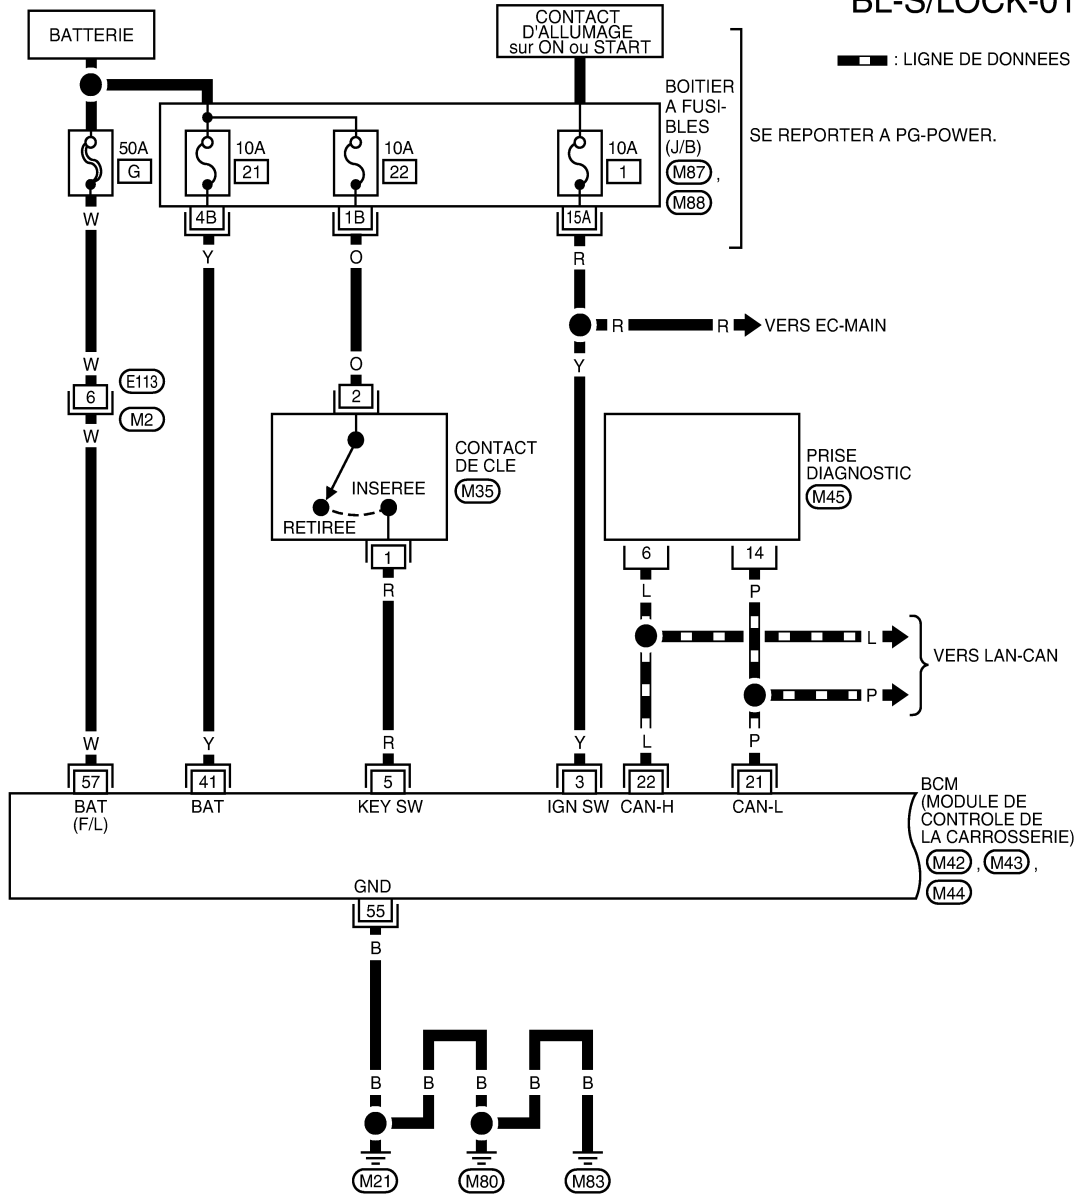 BL-S/LOCK-01
BATTERIE
CONTACT
D'ALLUMAGE
sur ON ou START
: LIGNE DE DONNEES
50A
G
10A
21
10A
22
10A
1
BOITIER
A FUSI-
BLES
(J/B)
M87 ,
M88
SE REPORTER A PG-POWER.
4B
1B
15A
W
Y
O
R
R
R
VERS EC-MAIN
W
O
Y
6
E113
M2
W
2
CONTACT
DE CLE
M35
INSEREE
RETIREE
1
R
PRISE
DIAGNOSTIC
M45
6
14
L
P
L
P
VERS LAN-CAN
W
Y
R
Y
L
P
57
41
5
3
22
21
BAT
(F/L)
BAT
KEY SW
IGN SW
CAN-H
CAN-L
BCM
(MODULE DE
CONTROLE DE
LA CARROSSERIE)
M42 , M43 ,
M44
GND
55
B
B
B
B
B
B
M21
M80
M83